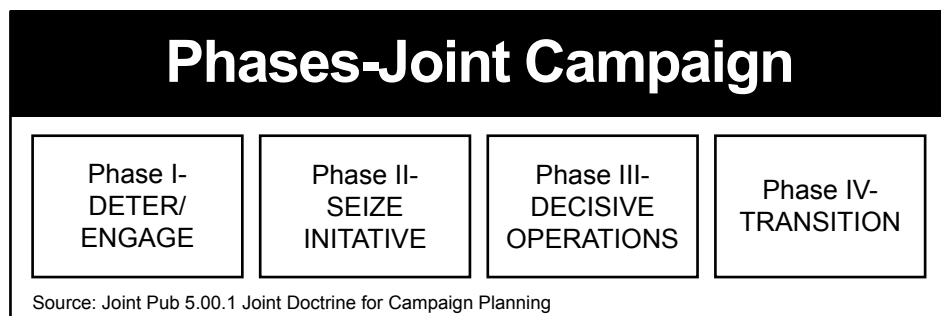 Phases-Joint Campaign
Phase I-
DETER/
ENGAGE
Phase II-
SEIZE
INITATIVE
Phase III-
DECISIVE
OPERATIONS
Phase IV-
TRANSITION
Source: Joint Pub 5.00.1 Joint Doctrine for Campaign Planning